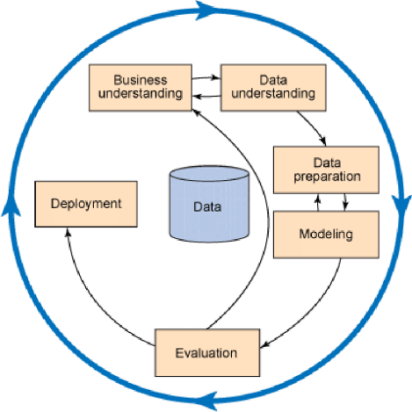 Business
understanding
Data
understanding
Data
preparation
Modeling
Deployment
Data
Evaluation